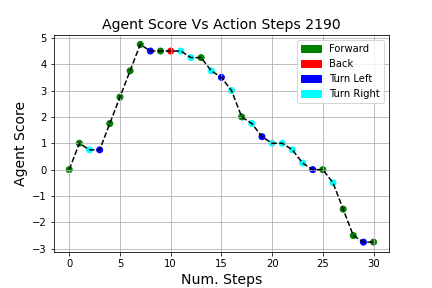 Agent Score Vs Action Steps 2190
Agent Score
5
4
3
2
1
0
−1
−2
−3
Forward
Back
Turn Left
Turn Right
0 5 10 15 20 25 30
Num. Steps